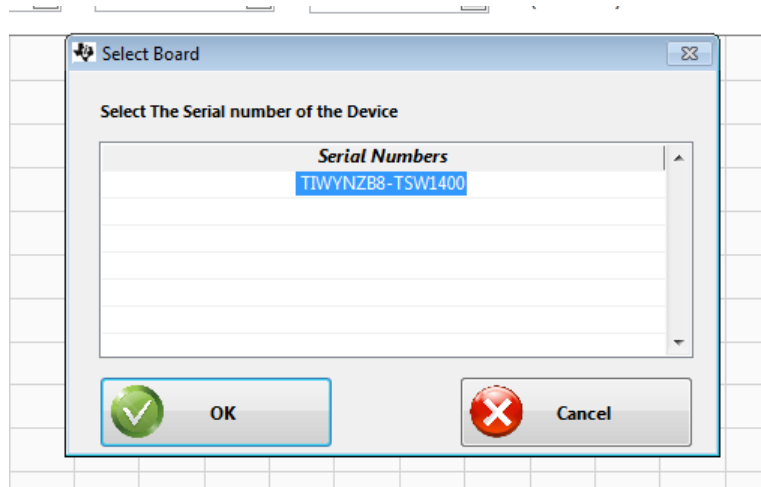 Select Board
Select The Serial number of the Device
Serial Numbers
TIWYNZB8-TSW1400
OK
Cancel